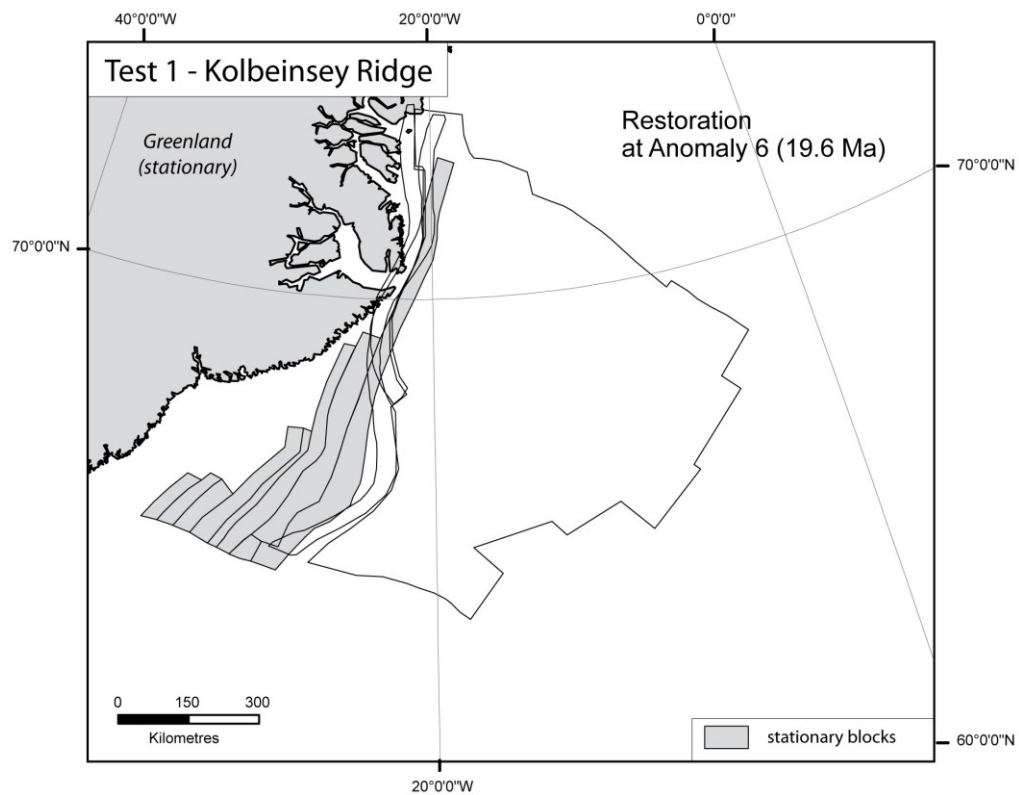 40°0'0"W
20°0'0"W
0°0'0"
Test 1 - Kolbeinsey Ridge
Greenland
(stationary)
Restoration
at Anomaly 6 (19.6 Ma)
70°0'0"N
70°0'0"N
0
150
300
Kilometres
stationary blocks
60°0'0"N
20°0'0"W